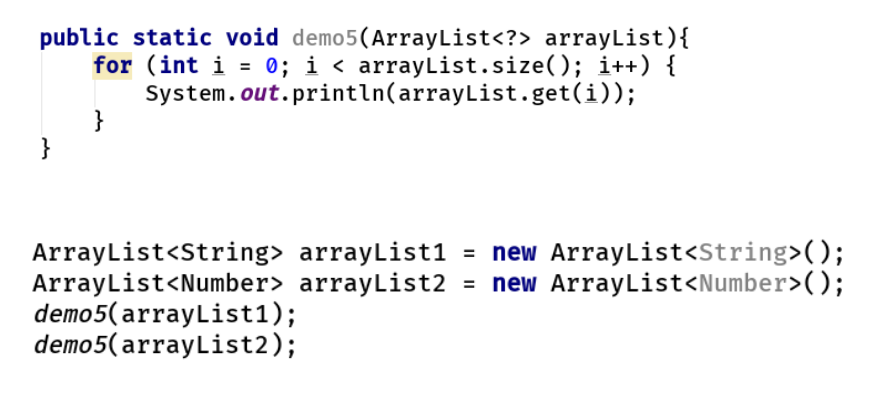 public static void demo5(ArrayList<?> arrayList){
    for (int i = 0; i < arrayList.size(); i++) {
        System.out.println(arrayList.get(i));
    }
}
ArrayList<String> arrayList1 = new ArrayList<String>();
ArrayList<Number> arrayList2 = new ArrayList<Number>();
demo5(arrayList1);
demo5(arrayList2);